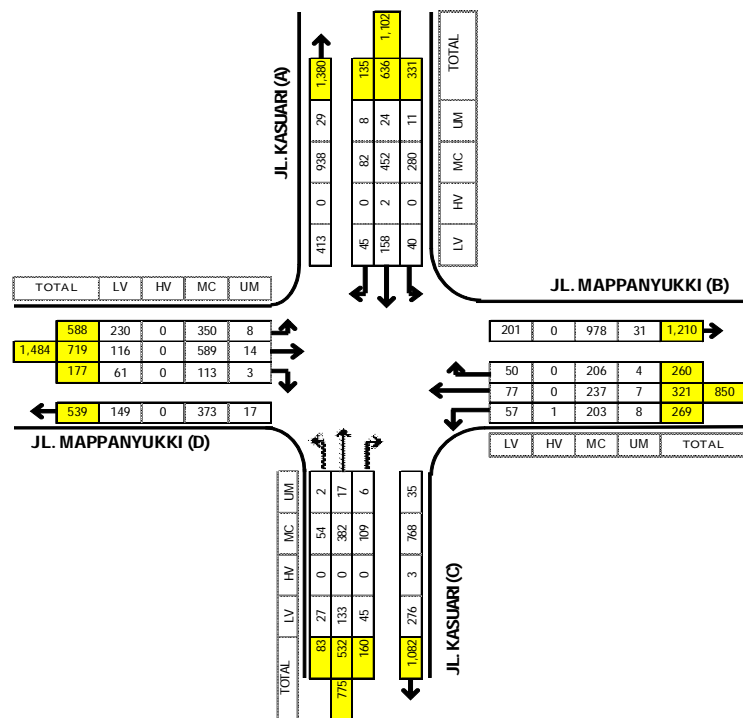 JL. KASUARI (A)
1,102
1,380 135 636 331 TOTAL
29 8 24 11 UM
938 82 452 280 MC
0 0 2 0 HV
413 45 158 40 LV
JL. MAPPANYUKKI (B)
TOTAL LV HV MC UM
588 230 0 350 8
1,484 719 116 0 589 14
177 61 0 113 3
539 149 0 373 17
JL. MAPPANYUKKI (D)
201 0 978 31 1,210
50 0 206 4 260
77 0 237 7 321 850
57 1 203 8 269
LV HV MC UM TOTAL
UM 2 17 6 35
MC 54 382 109 768
HV 0 0 0 3
LV 27 133 45 276
TOTAL 83 532 160 1,082
775
JL. KASUARI (C)